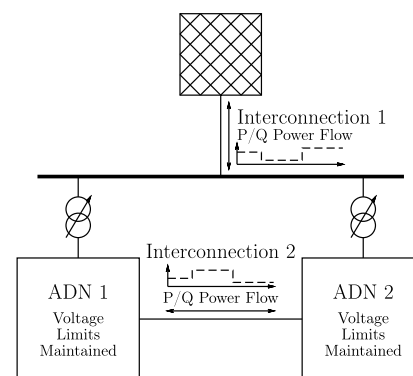 Interconnection 1
P/Q Power Flow
Interconnection 2
P/Q Power Flow
ADN 1
Voltage
Limits
Maintained
ADN 2
Voltage
Limits
Maintained